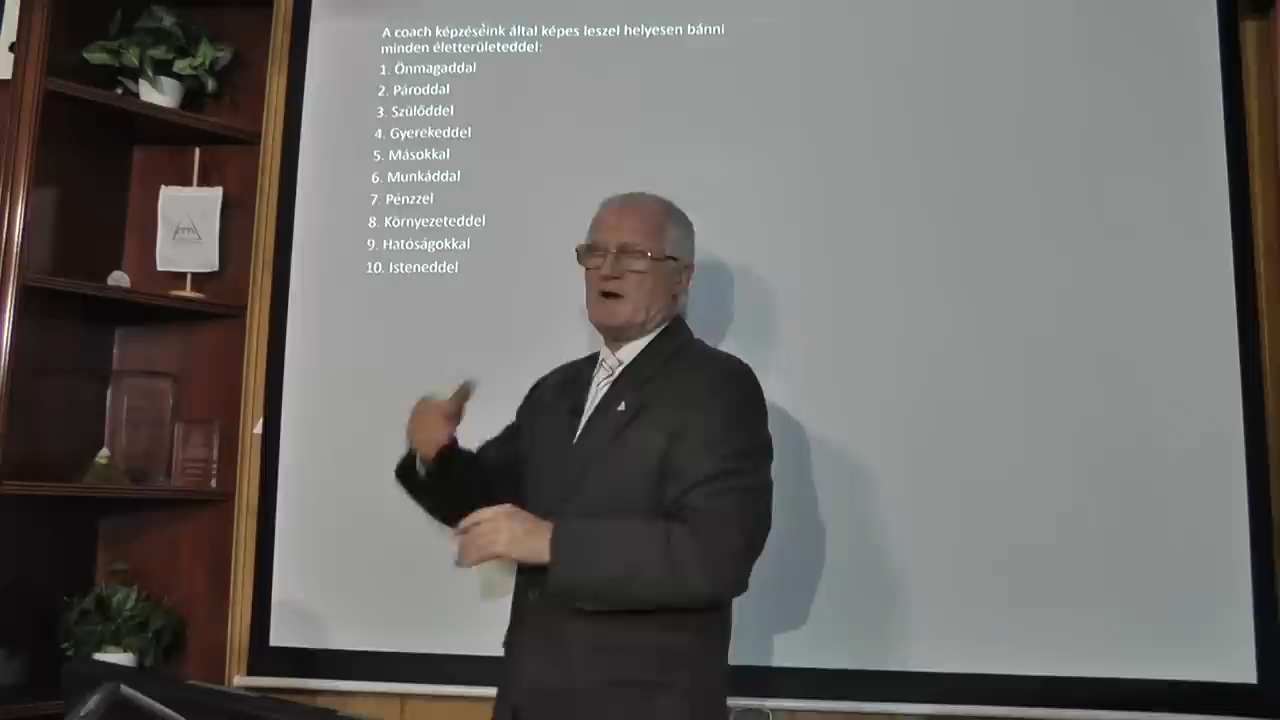 A coach képzéseink által képes leszel helyesen bánni
minden életterületeddel:
1. Önmagaddal
2. Pároddal
3. Szülőddel
4. Gyerekeddel
5. Másokkal
6. Munkáddal
7. Pénzzel
8. Környezeteddel
9. Hatóságokkal
10. Isteneddel